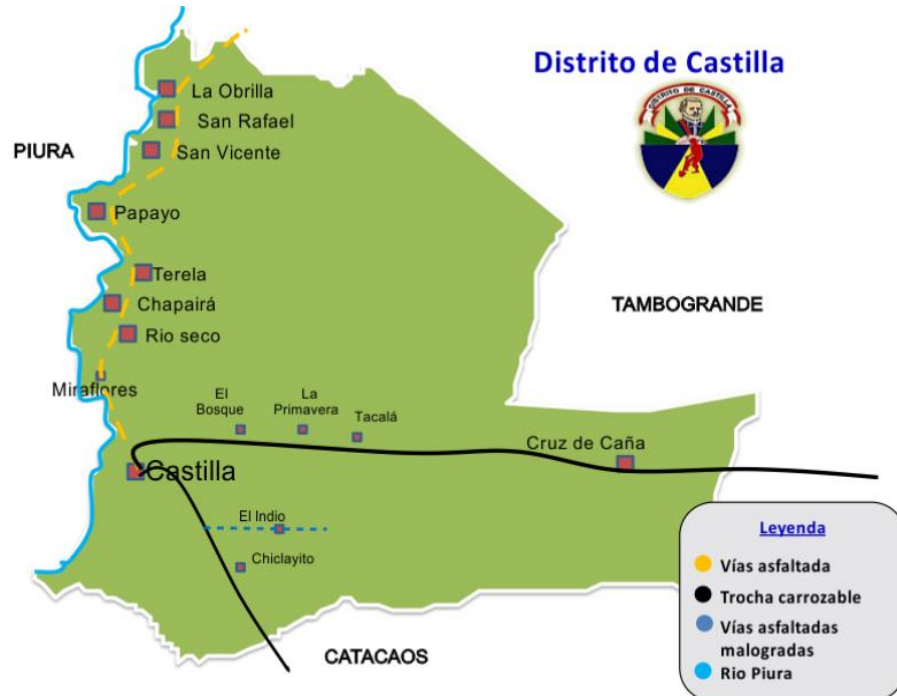 Distrito de Castilla
DISTRITO DE CASTILLA
La Obrilla
San Rafael
PIURA
San Vicente
Papayo
Terela
TAMBOGRANDE
Chapairá
Rio seco
Miraflores
El
Bosque
La
Primavera
Tacalá
Cruz de Caña
Castilla
El Indio
Chiclayito
CATACAOS
Leyenda
Vías asfaltada
Trocha carrozable
Vías asfaltadas
malogradas
Rio Piura